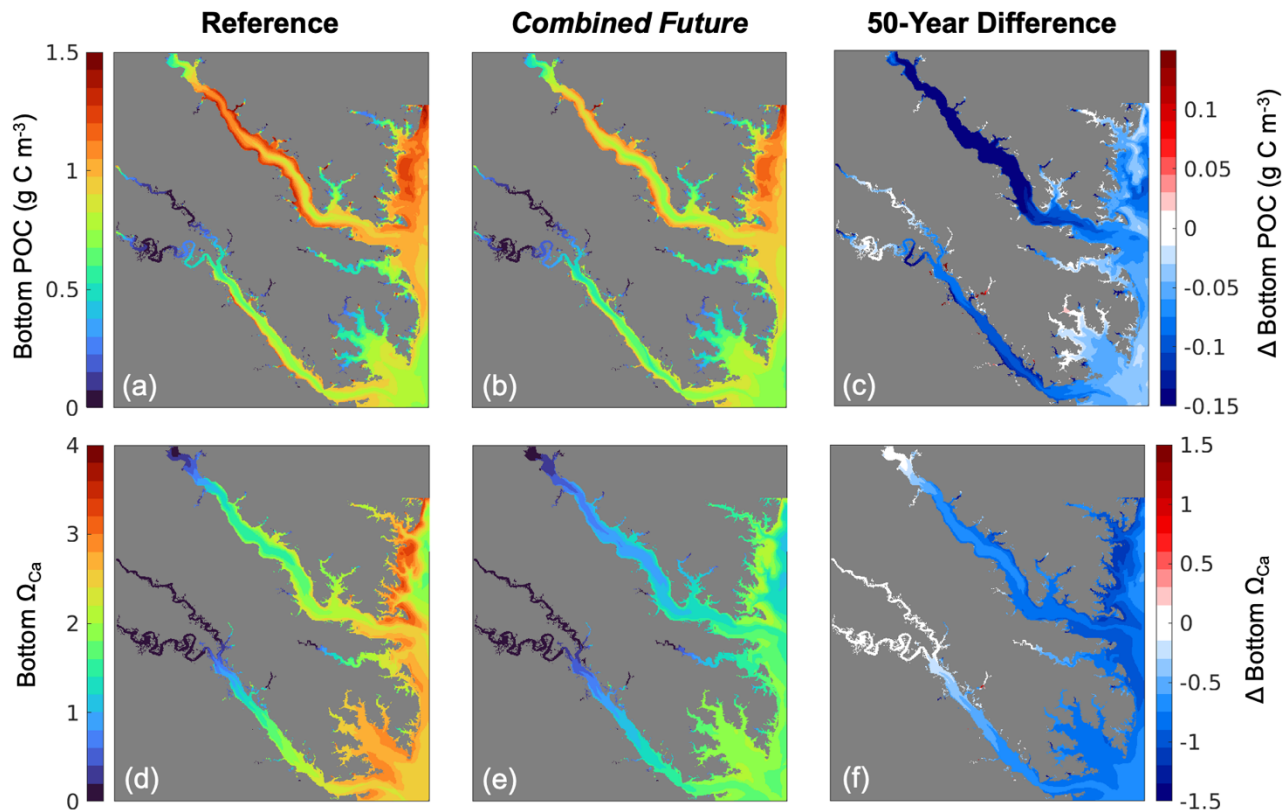 Reference
Combined Future
50-Year Difference
Bottom POC (g C m-3)
1.5
1
0.5
0
(a)
(b)
(c)
0.1
0.05
0
-0.05
-0.1
-0.15
Δ Bottom POC (g C m-3)
Bottom ΩCa
4
3
2
1
0
(d)
(e)
(f)
1.5
1
0.5
0
-0.5
-1
-1.5
Δ Bottom ΩCa